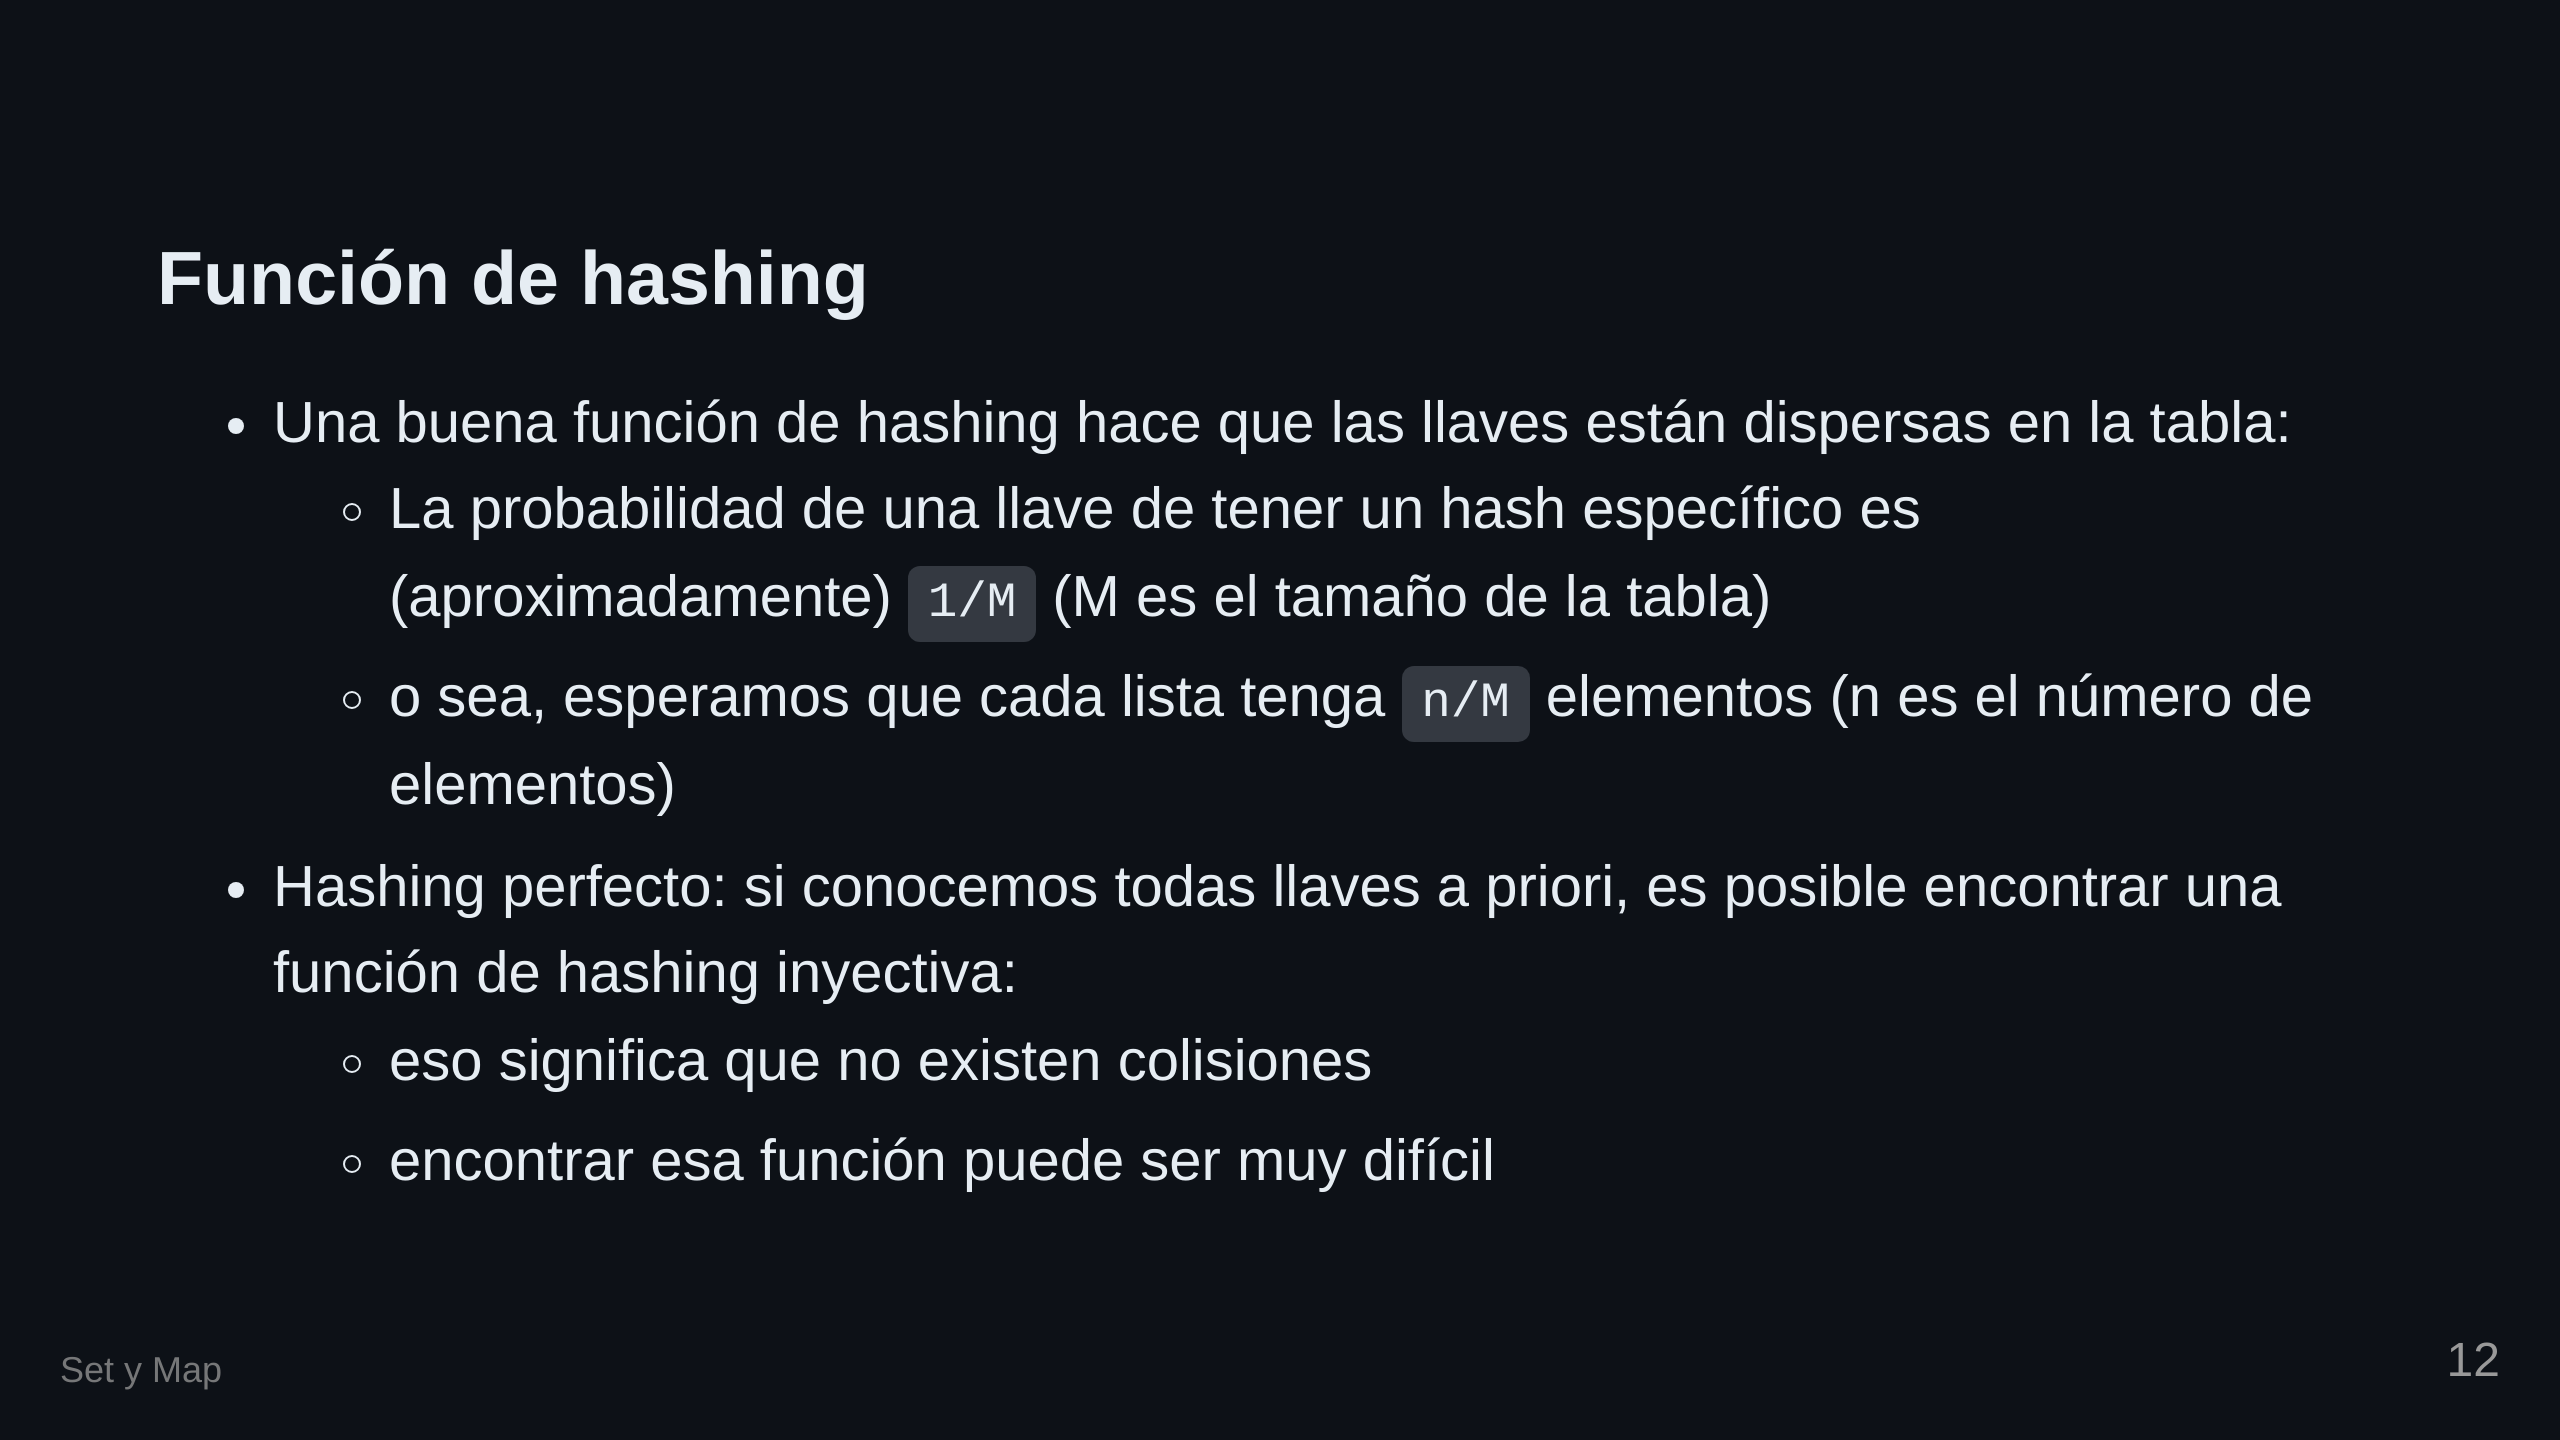 Función de hashing
• Una buena función de hashing hace que las llaves están dispersas en la tabla:
◦ La probabilidad de una llave de tener un hash específico es
(aproximadamente) 1/M (M es el tamaño de la tabla)
◦ o sea, esperamos que cada lista tenga n/M elementos (n es el número de
elementos)
• Hashing perfecto: si conocemos todas llaves a priori, es posible encontrar una
función de hashing inyectiva:
◦ eso significa que no existen colisiones
◦ encontrar esa función puede ser muy difícil
Set y Map
12